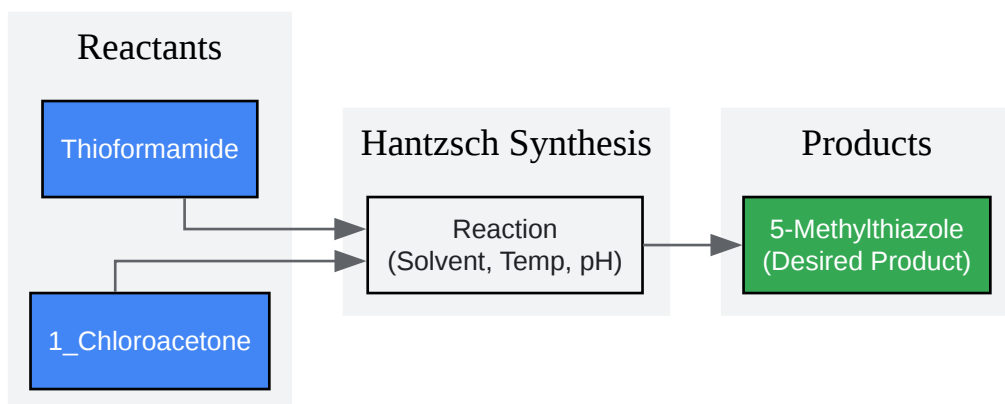 Reactants
Thioformamide
1_Chloroacetone
Hantzsch Synthesis
Reaction
(Solvent, Temp, pH)
Products
5-Methylthiazole
(Desired Product)